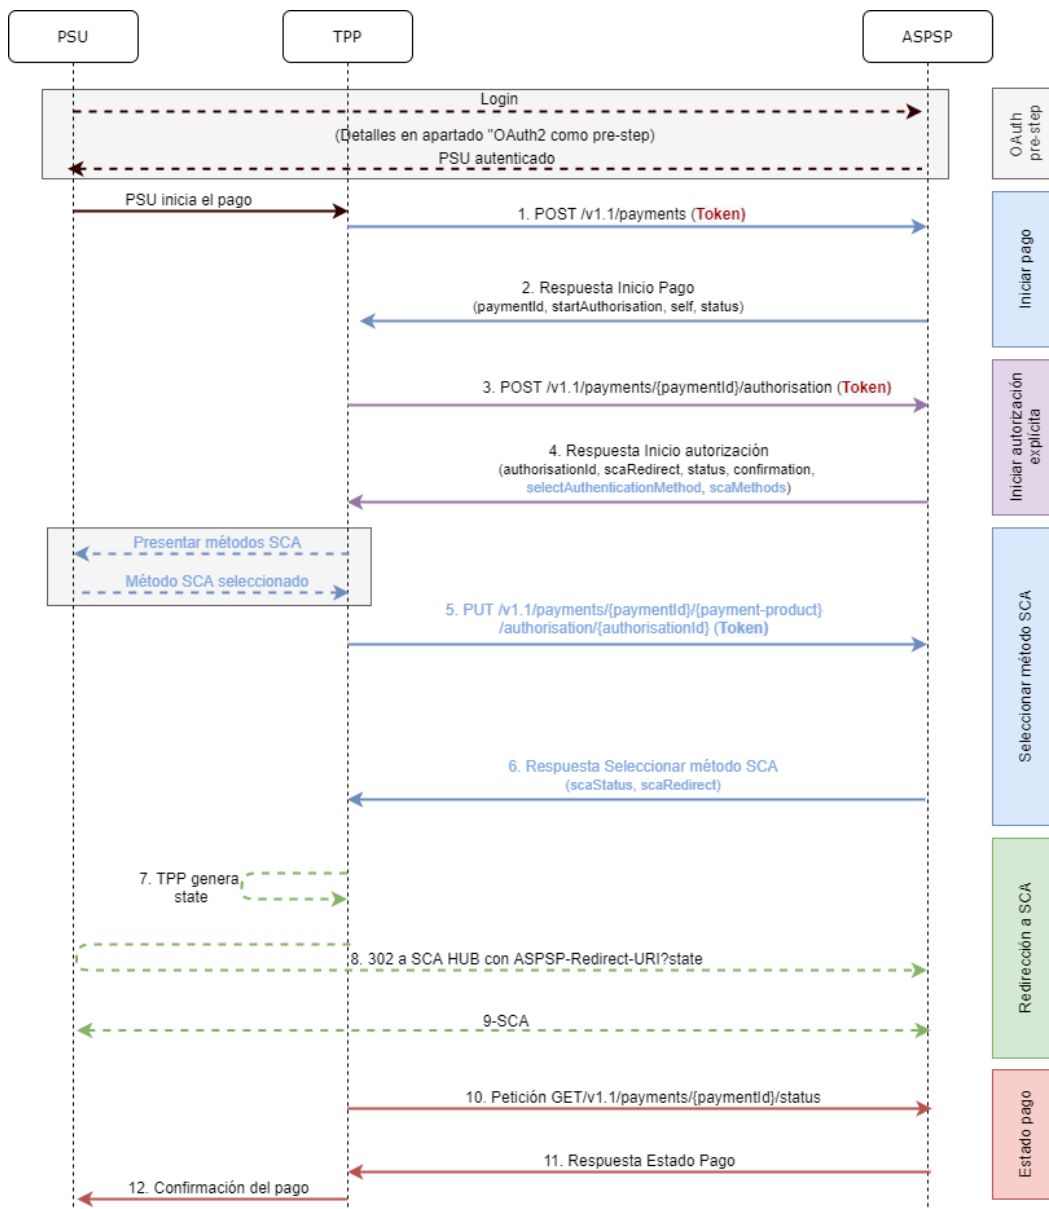 PSU
TPP
ASPSP
Login
(Detalles en apartado "OAuth2 como pre-step)
PSU autenticado
OAuth
pre-step
PSU inicia el pago
1. POST /v1.1/payments (Token)
2. Respuesta Inicio Pago
(paymentId, startAuthorisation, self, status)
Iniciar pago
3. POST /v1.1/payments/{paymentId}/authorisation (Token)
4. Respuesta Inicio autorización
(authorisationId, scaRedirect, status, confirmation,
selectAuthenticationMethod, scaMethods)
Iniciar autorización
explícita
Presentar métodos SCA
Método SCA seleccionado
5. PUT /v1.1/payments/{paymentId}/{payment-product}
/authorisation/{authorisationId} (Token)
6. Respuesta Seleccionar método SCA
(scaStatus, scaRedirect)
Seleccionar método SCA
7. TPP genera
state
8. 302 a SCA HUB con ASPSP-Redirect-URI?state
9-SCA
Redirección a SCA
10. Petición GET/v1.1/payments/{paymentId}/status
11. Respuesta Estado Pago
12. Confirmación del pago
Estado pago